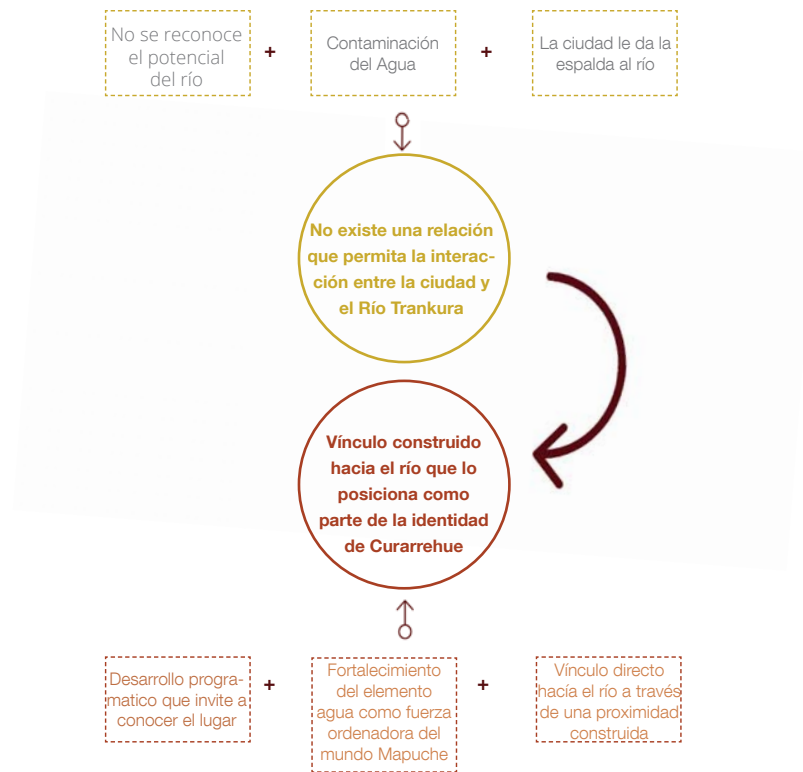 No se reconoce
el potencial
del río
+
Contaminación
del Agua
+
La ciudad le da la
espalda al río
No existe una relación
que permita la interac-
ción entre la ciudad y
el Río Trankura
Vínculo construido
hacia el río que lo
posiciona como
parte de la identidad
de Curarrehue
Desarrollo progra-
matico que invite a
conocer el lugar
+
Fortalecimiento
del elemento
agua como fuerza
ordenadora del
mundo Mapuche
+
Vínculo directo
hacía el río a través
de una proximidad
construida